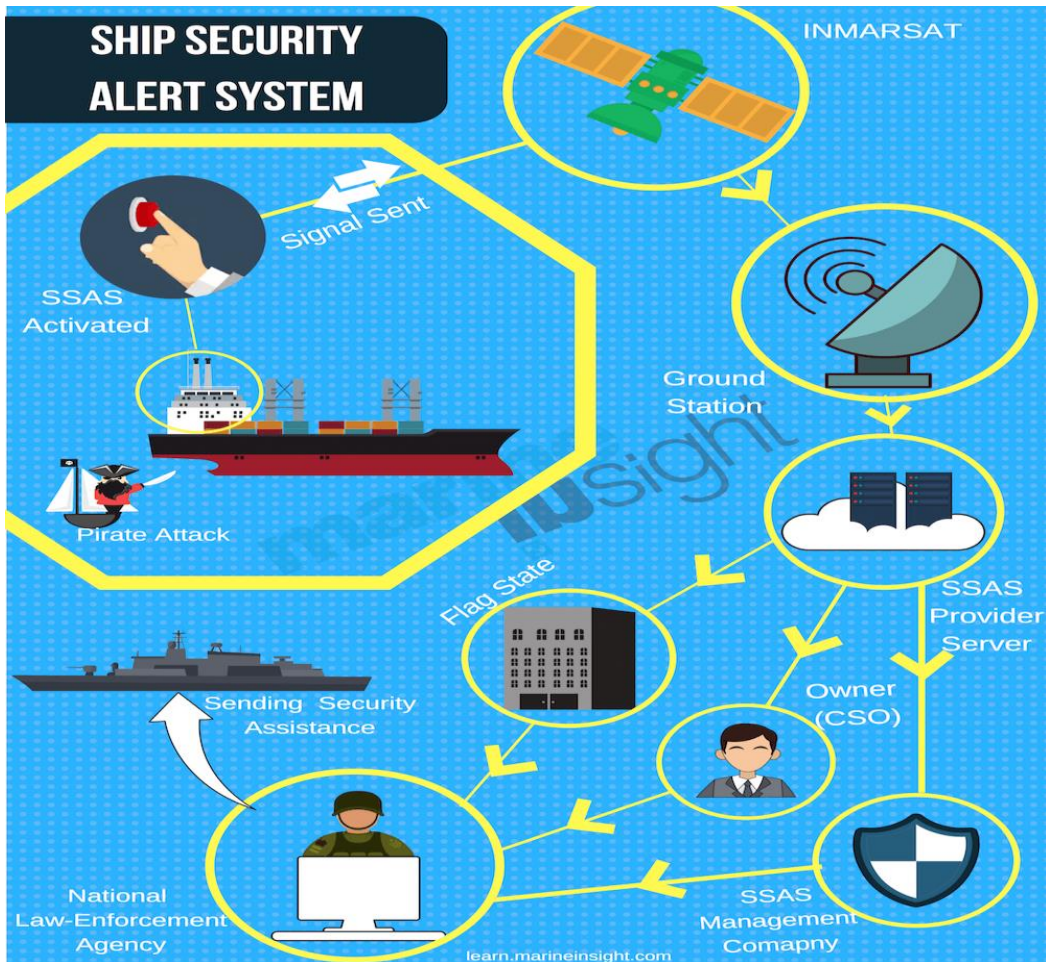 SHIP SECURITY
ALERT SYSTEM
INMARSAT
Signal Sent
SSAS
Activated
Ground
Station
Pirate Attack
marine insight
SSAS
Provider
Server
Flag State
Owner
(CSO)
Sending Security
Assistance
National
Law-Enforcement
Agency
SSAS
Management
Comapny
learn.marineinsight.com